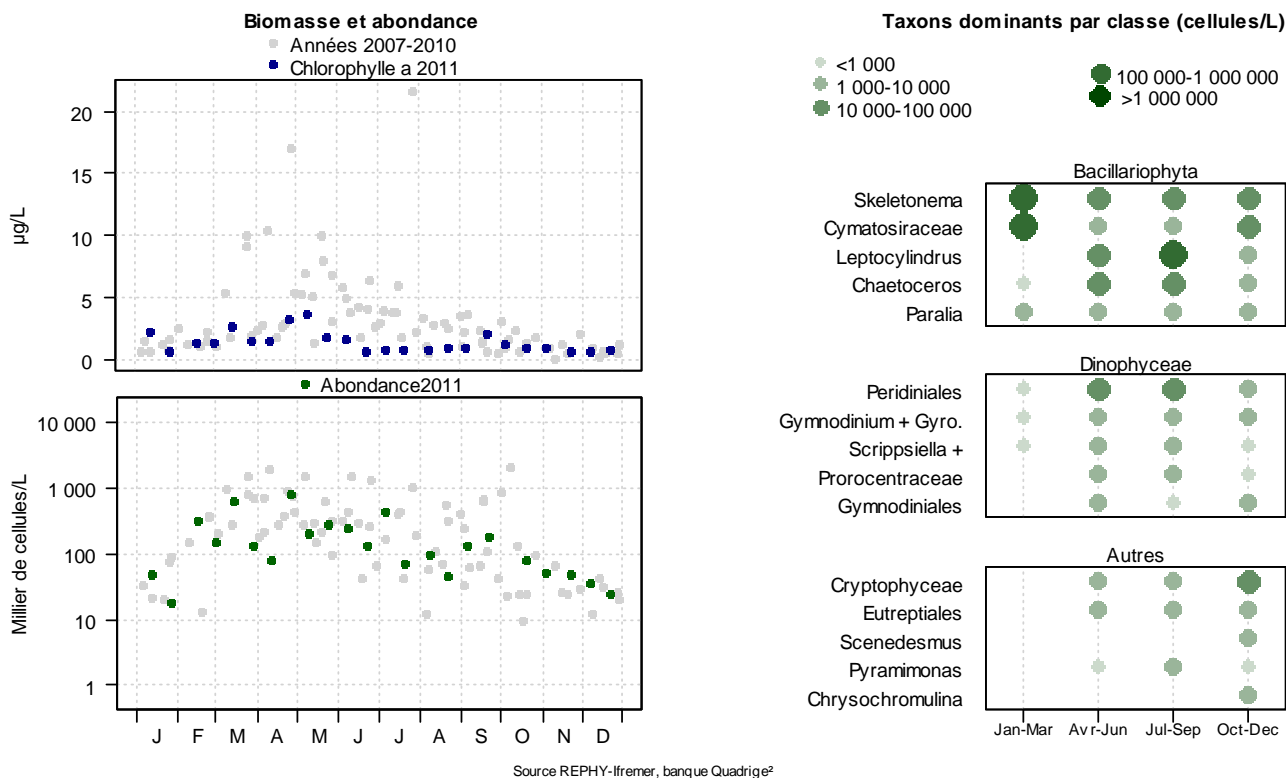 Biomasse et abondance
Années 2007-2010
Chlorophylle a 2011
20
15
10
5
0
µg/L
Abondance2011
10 000
1 000
100
10
1
Millier de cellules/L
J F M A M J J A S O N D
Taxons dominants par classe (cellules/L)
<1 000
1 000-10 000
10 000-100 000
100 000-1 000 000
>1 000 000
Bacillariophyta
Skeletonema
Cymatosiraceae
Leptocylindrus
Chaetoceros
Paralia
Dinophyceae
Peridiniales
Gymnodinium + Gyro.
Scrippsiella +
Prorocentraceae
Gymnodiniales
Autres
Cryptophyceae
Eutreptiales
Scenedesmus
Pyramimonas
Chrysochromulina
Jan-Mar Avr-Jun Jul-Sep Oct-Dec
Source REPHY-Ifremer, banque Quadrige²